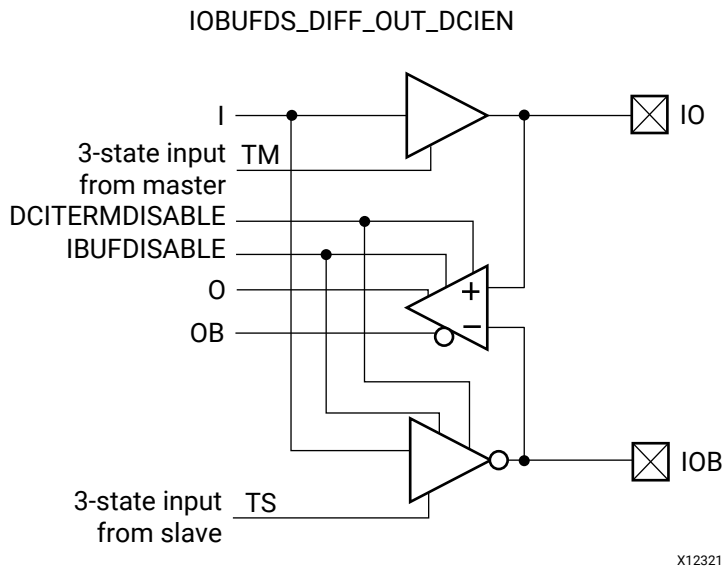 IOBUFDS_DIFF_OUT_DCIEN
I
IO
3-state input TM
from master
DCITERMDISABLE
IBUFDISABLE
O
+
OB
−
IOB
3-state input TS
from slave
X12321